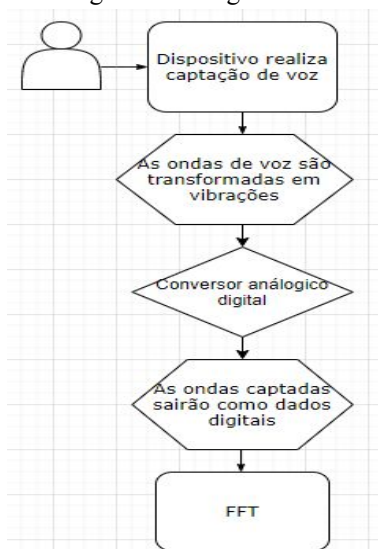 Dispositivo realiza
captação de voz
As ondas de voz são
transformadas em
vibrações
Conversor análogico
digital
As ondas captadas
sairão como dados
digitais
FFT